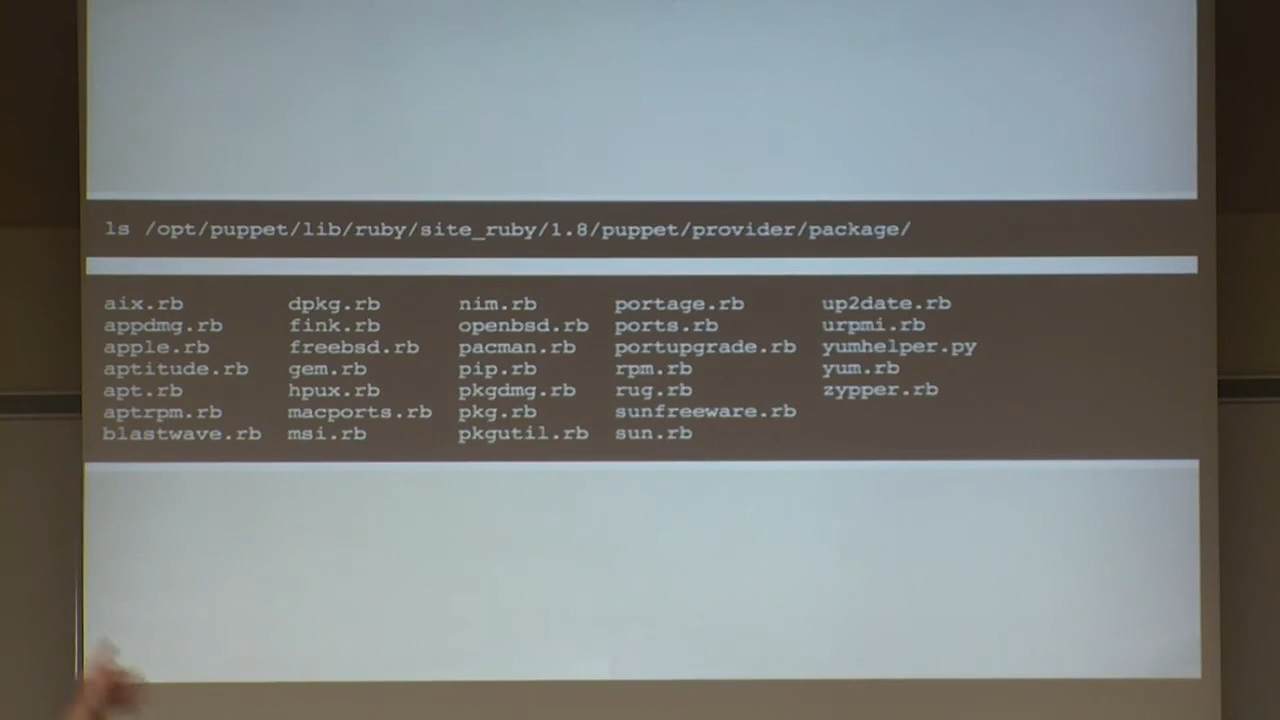 ls /opt/puppet/lib/ruby/site_ruby/1.8/puppet/provider/package/
aix.rb dpkg.rb nim.rb portage.rb up2date.rb
appdmg.rb fink.rb openbsd.rb ports.rb urpmi.rb
apple.rb freebsd.rb pacman.rb portupgrade.rb yumhelper.py
aptitude.rb gem.rb pip.rb rpm.rb yum.rb
apt.rb hpux.rb pkgdmg.rb rug.rb zypper.rb
aptrpm.rb macports.rb pkg.rb sunfreeware.rb
blastwave.rb msi.rb pkgutil.rb sun.rb